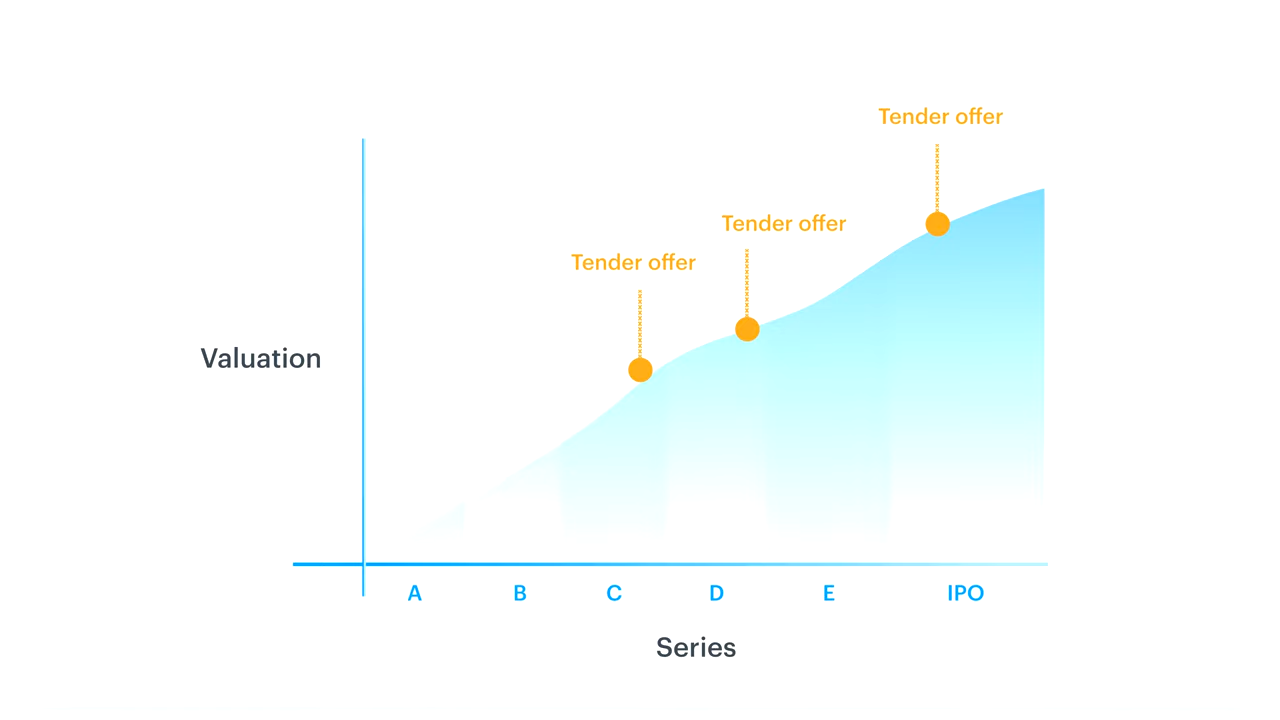 Tender offer
Tender offer
Tender offer
Valuation
A B C D E IPO
Series